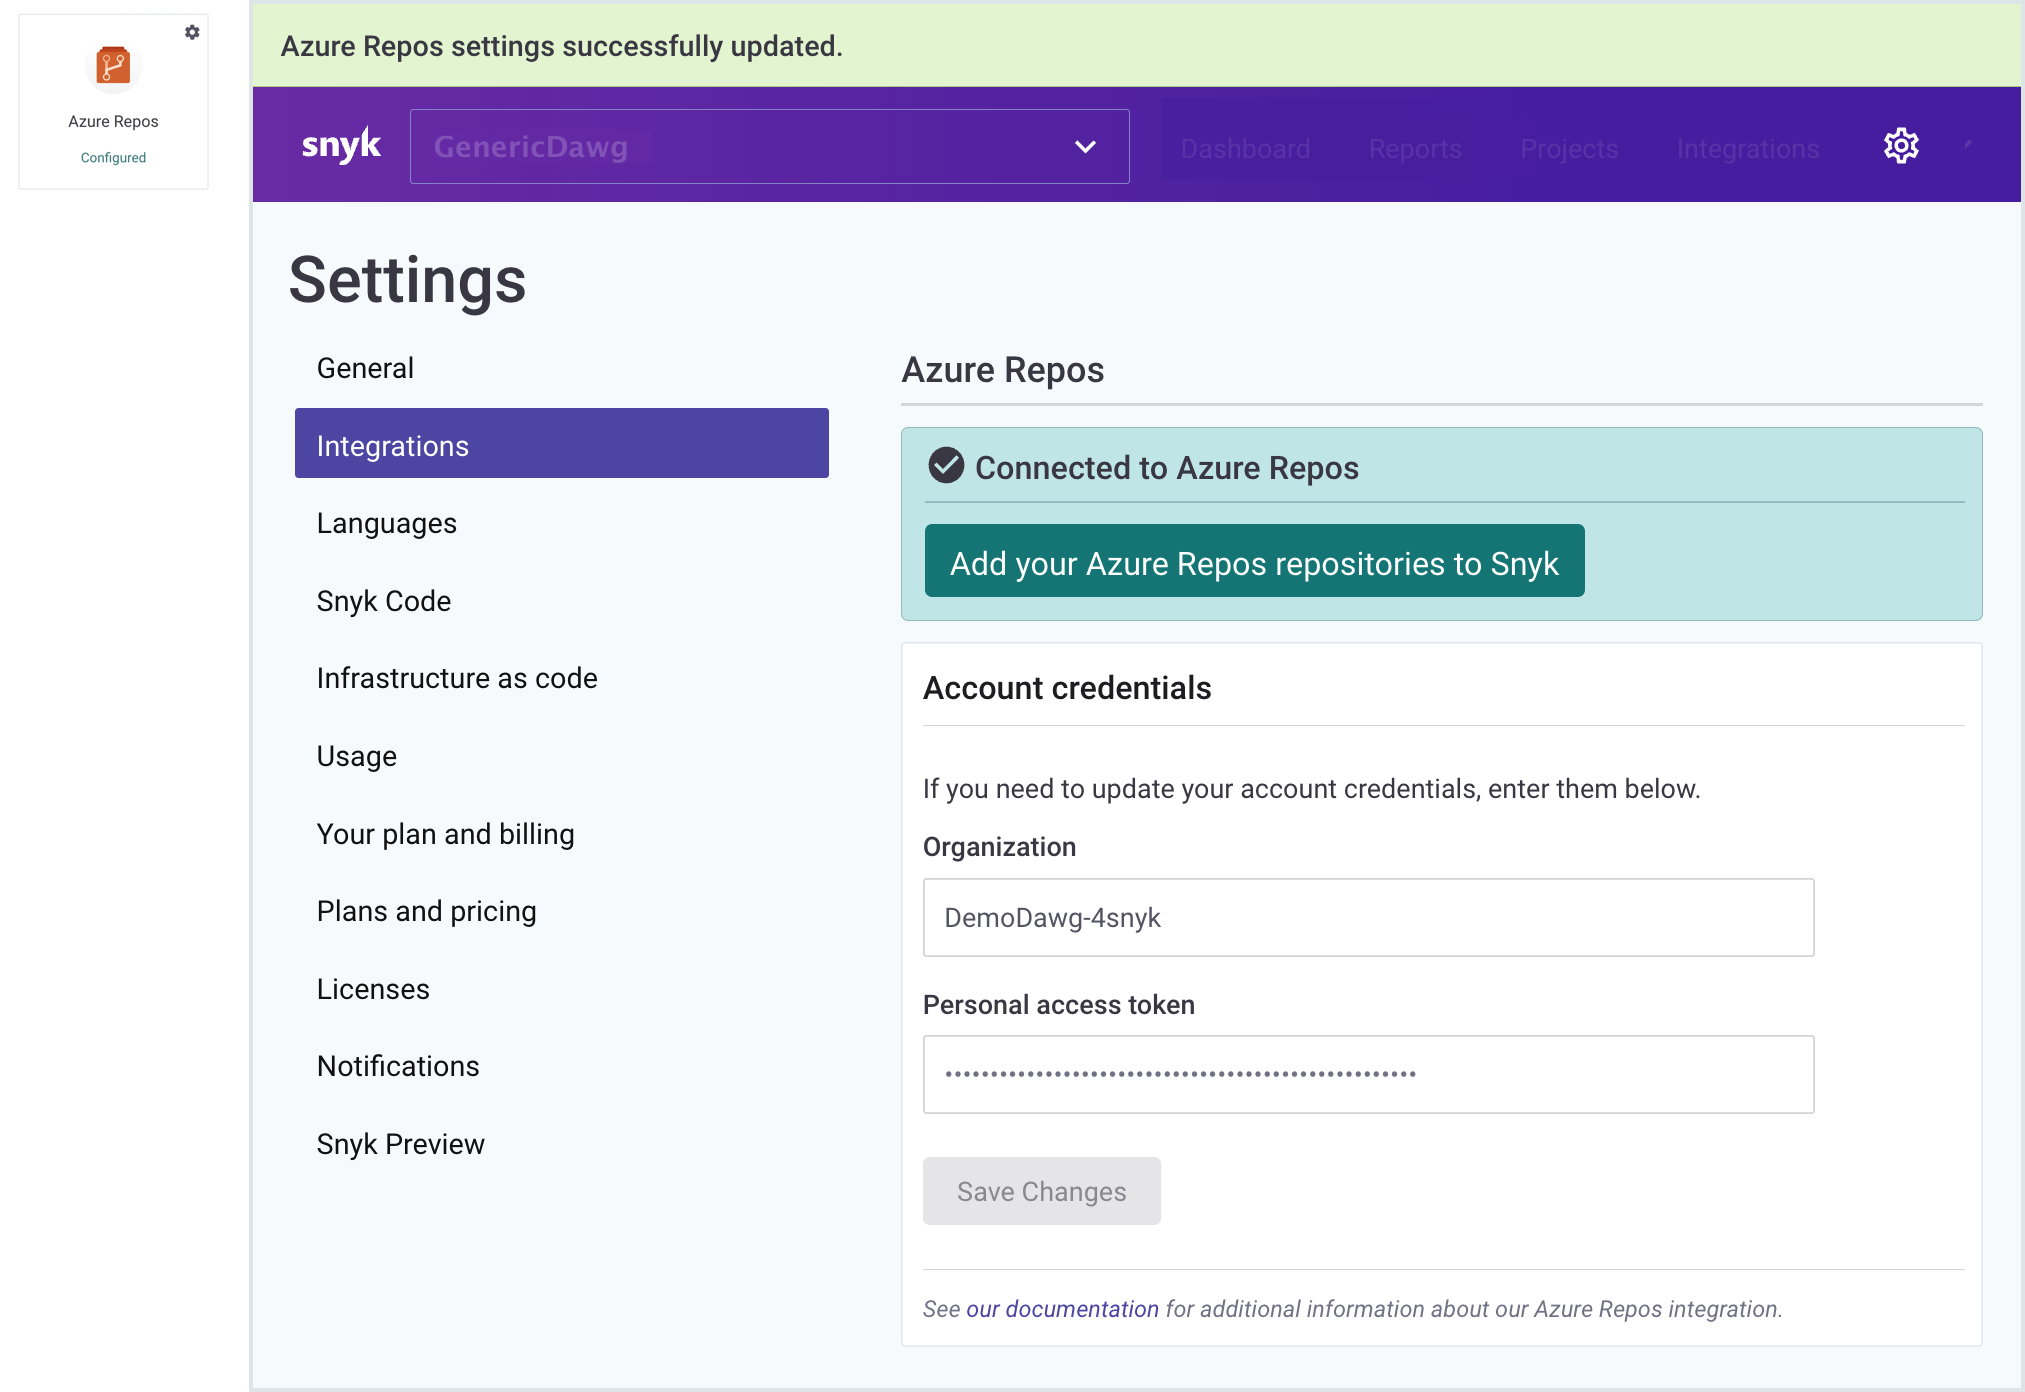 Azure Repos
Configured
Azure Repos settings successfully updated.
snyk
GenericDawg
Dashboard
Reports
Projects
Integrations
Settings
General
Integrations
Languages
Snyk Code
Infrastructure as code
Usage
Your plan and billing
Plans and pricing
Licenses
Notifications
Snyk Preview
Azure Repos
Connected to Azure Repos
Add your Azure Repos repositories to Snyk
Account credentials
If you need to update your account credentials, enter them below.
Organization
DemoDawg-4snyk
Personal access token
Save Changes
See our documentation for additional information about our Azure Repos integration.